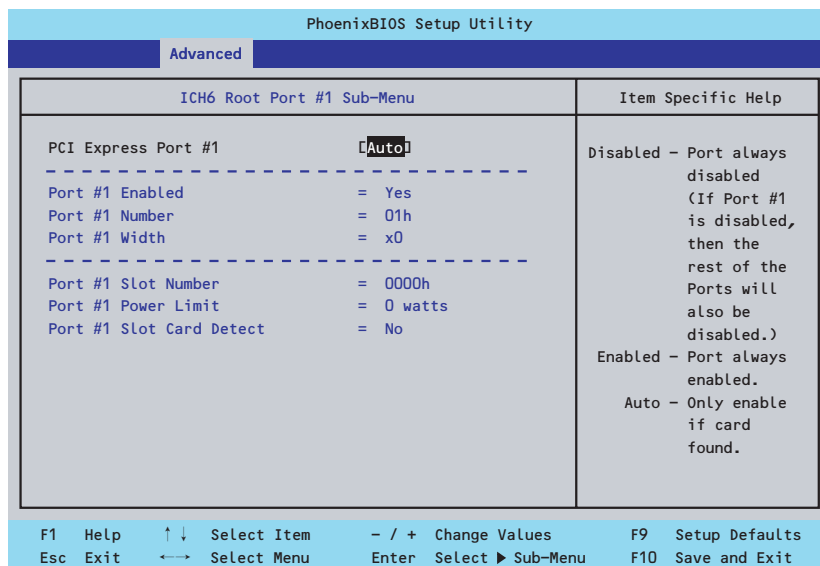 PhoenixBIOS Setup Utility
Advanced
ICH6 Root Port #1 Sub-Menu
Item Specific Help
PCI Express Port #1 [Auto]
Port #1 Enabled = Yes
Port #1 Number = 01h
Port #1 Width = x0
Port #1 Slot Number = 0000h
Port #1 Power Limit = 0 watts
Port #1 Slot Card Detect = No
Disabled – Port always
disabled
(If Port #1
is disabled,
then the
rest of the
Ports will
also be
disabled.)
Enabled – Port always
enabled.
Auto – Only enable
if card
found.
F1 Help ↑↓ Select Item – / + Change Values F9 Setup Defaults
Esc Exit ←→ Select Menu Enter Select ▶ Sub-Menu F10 Save and Exit